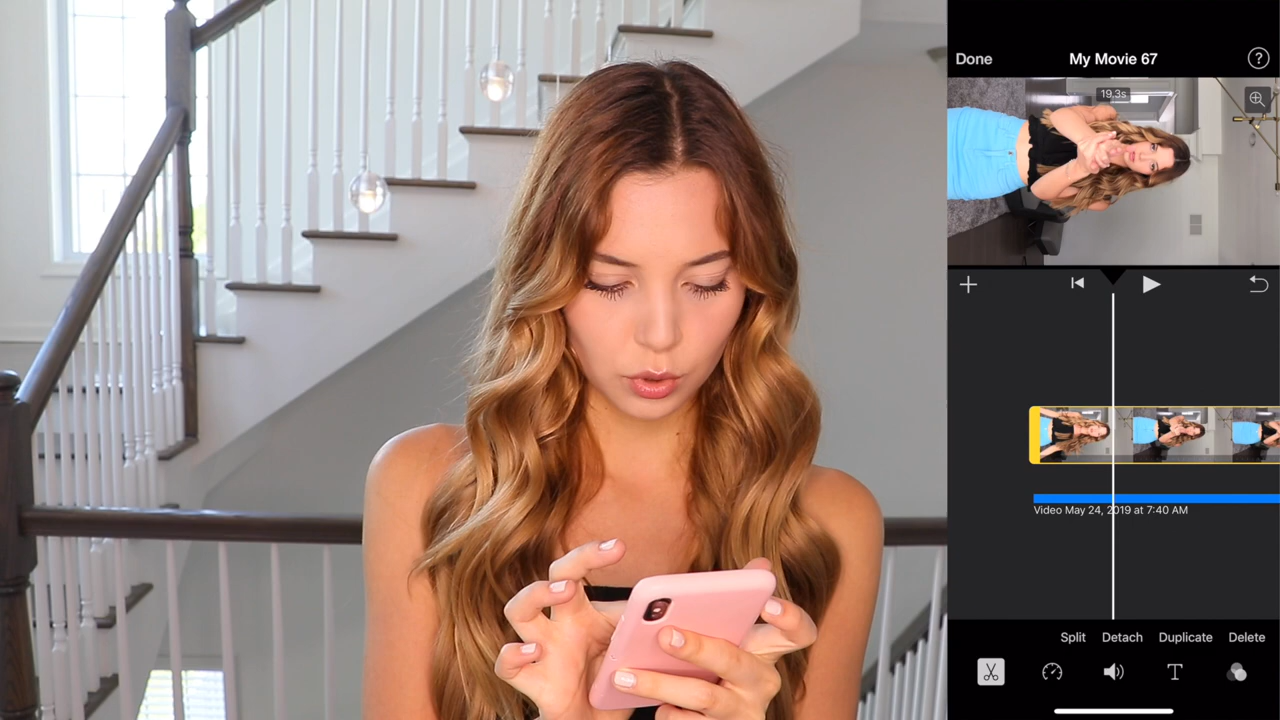 Done
My Movie 67
?
19.3s
Video May 24, 2019 at 7:40 AM
Split
Detach
Duplicate
Delete
T